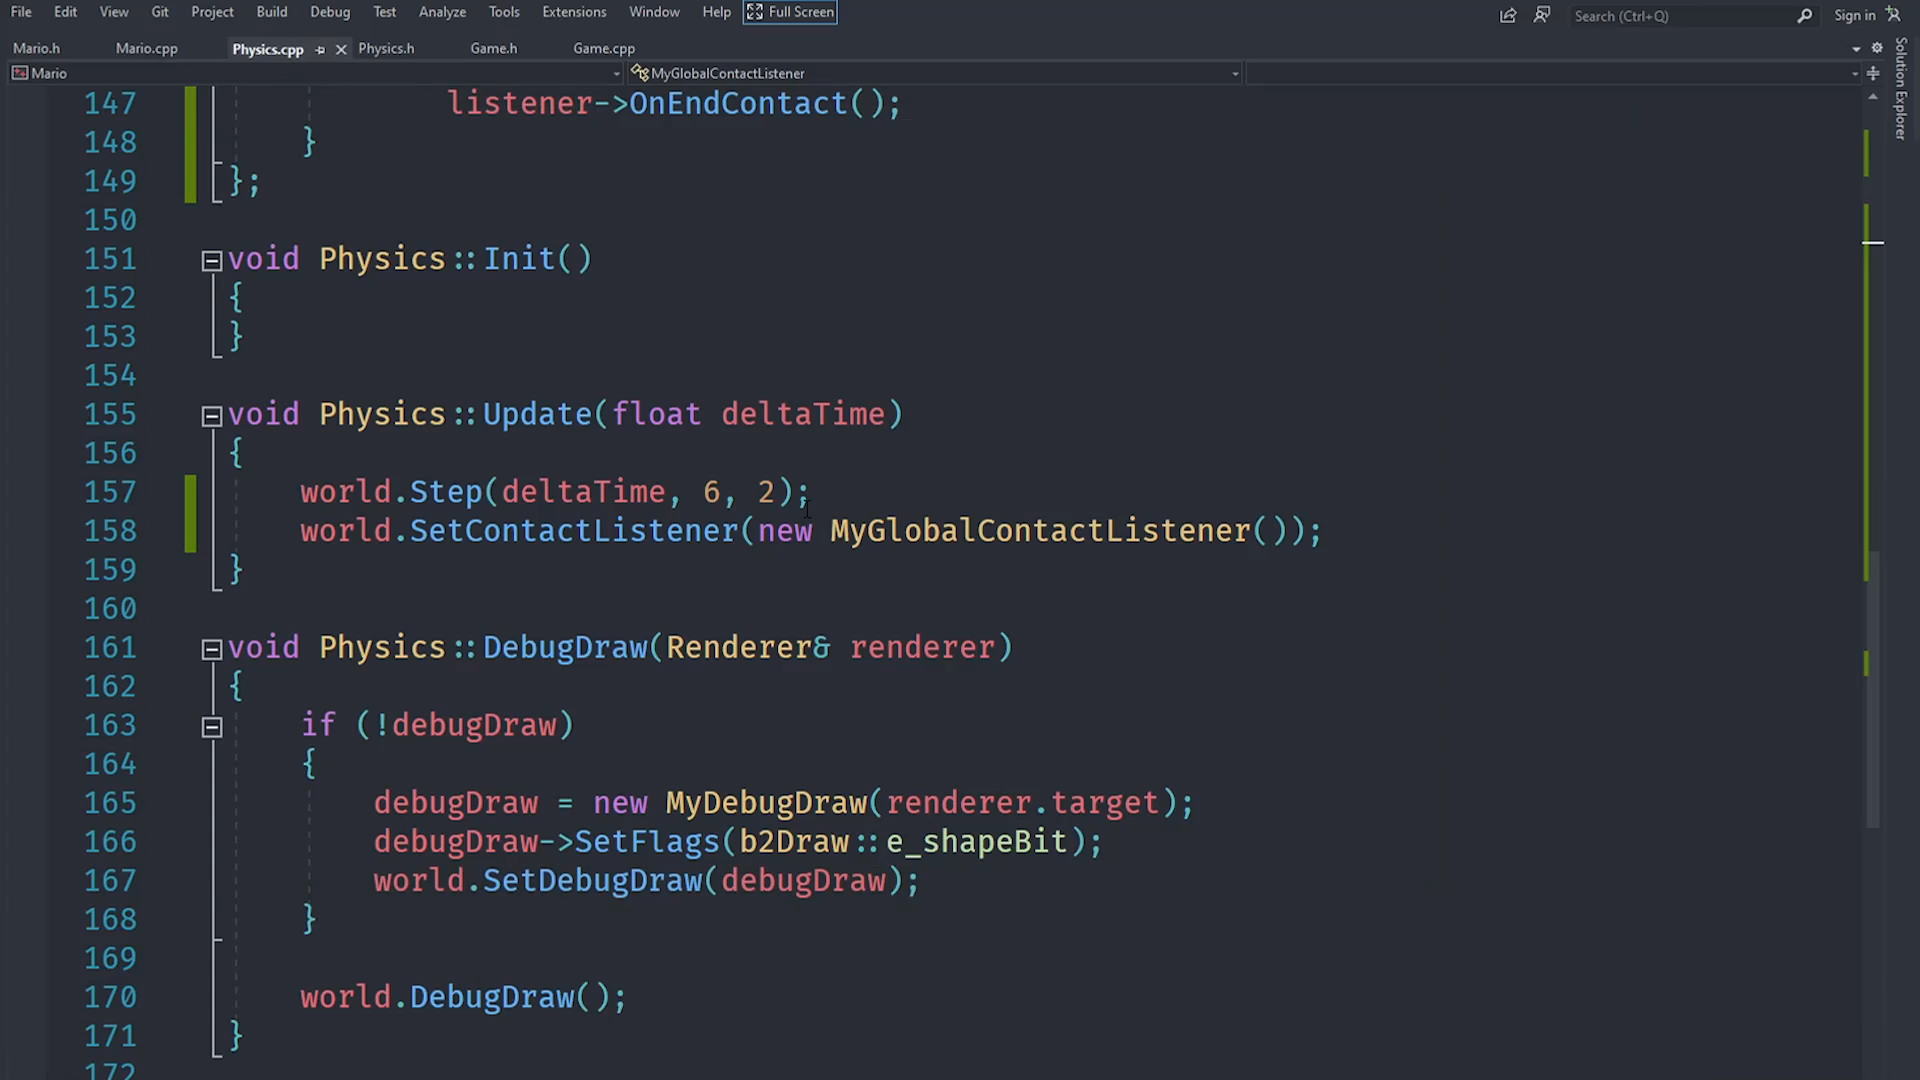 File Edit View Git Project Build Debug Test Analyze Tools Extensions Window Help Full Screen Search (Ctrl+Q) Sign in
Mario.h Mario.cpp Physics.cpp Physics.h Game.h Game.cpp
Mario MyGlobalContactListener
Solution Explorer
147 listener->OnEndContact();
148 }
149 };
150
151 void Physics::Init()
152 {
153 }
154
155 void Physics::Update(float deltaTime)
156 {
157 world.Step(deltaTime, 6, 2);
158 world.SetContactListener(new MyGlobalContactListener());
159 }
160
161 void Physics::DebugDraw(Renderer& renderer)
162 {
163 if (!debugDraw)
164 {
165 debugDraw = new MyDebugDraw(renderer.target);
166 debugDraw->SetFlags(b2Draw::e_shapeBit);
167 world.SetDebugDraw(debugDraw);
168 }
169
170 world.DebugDraw();
171 }
172